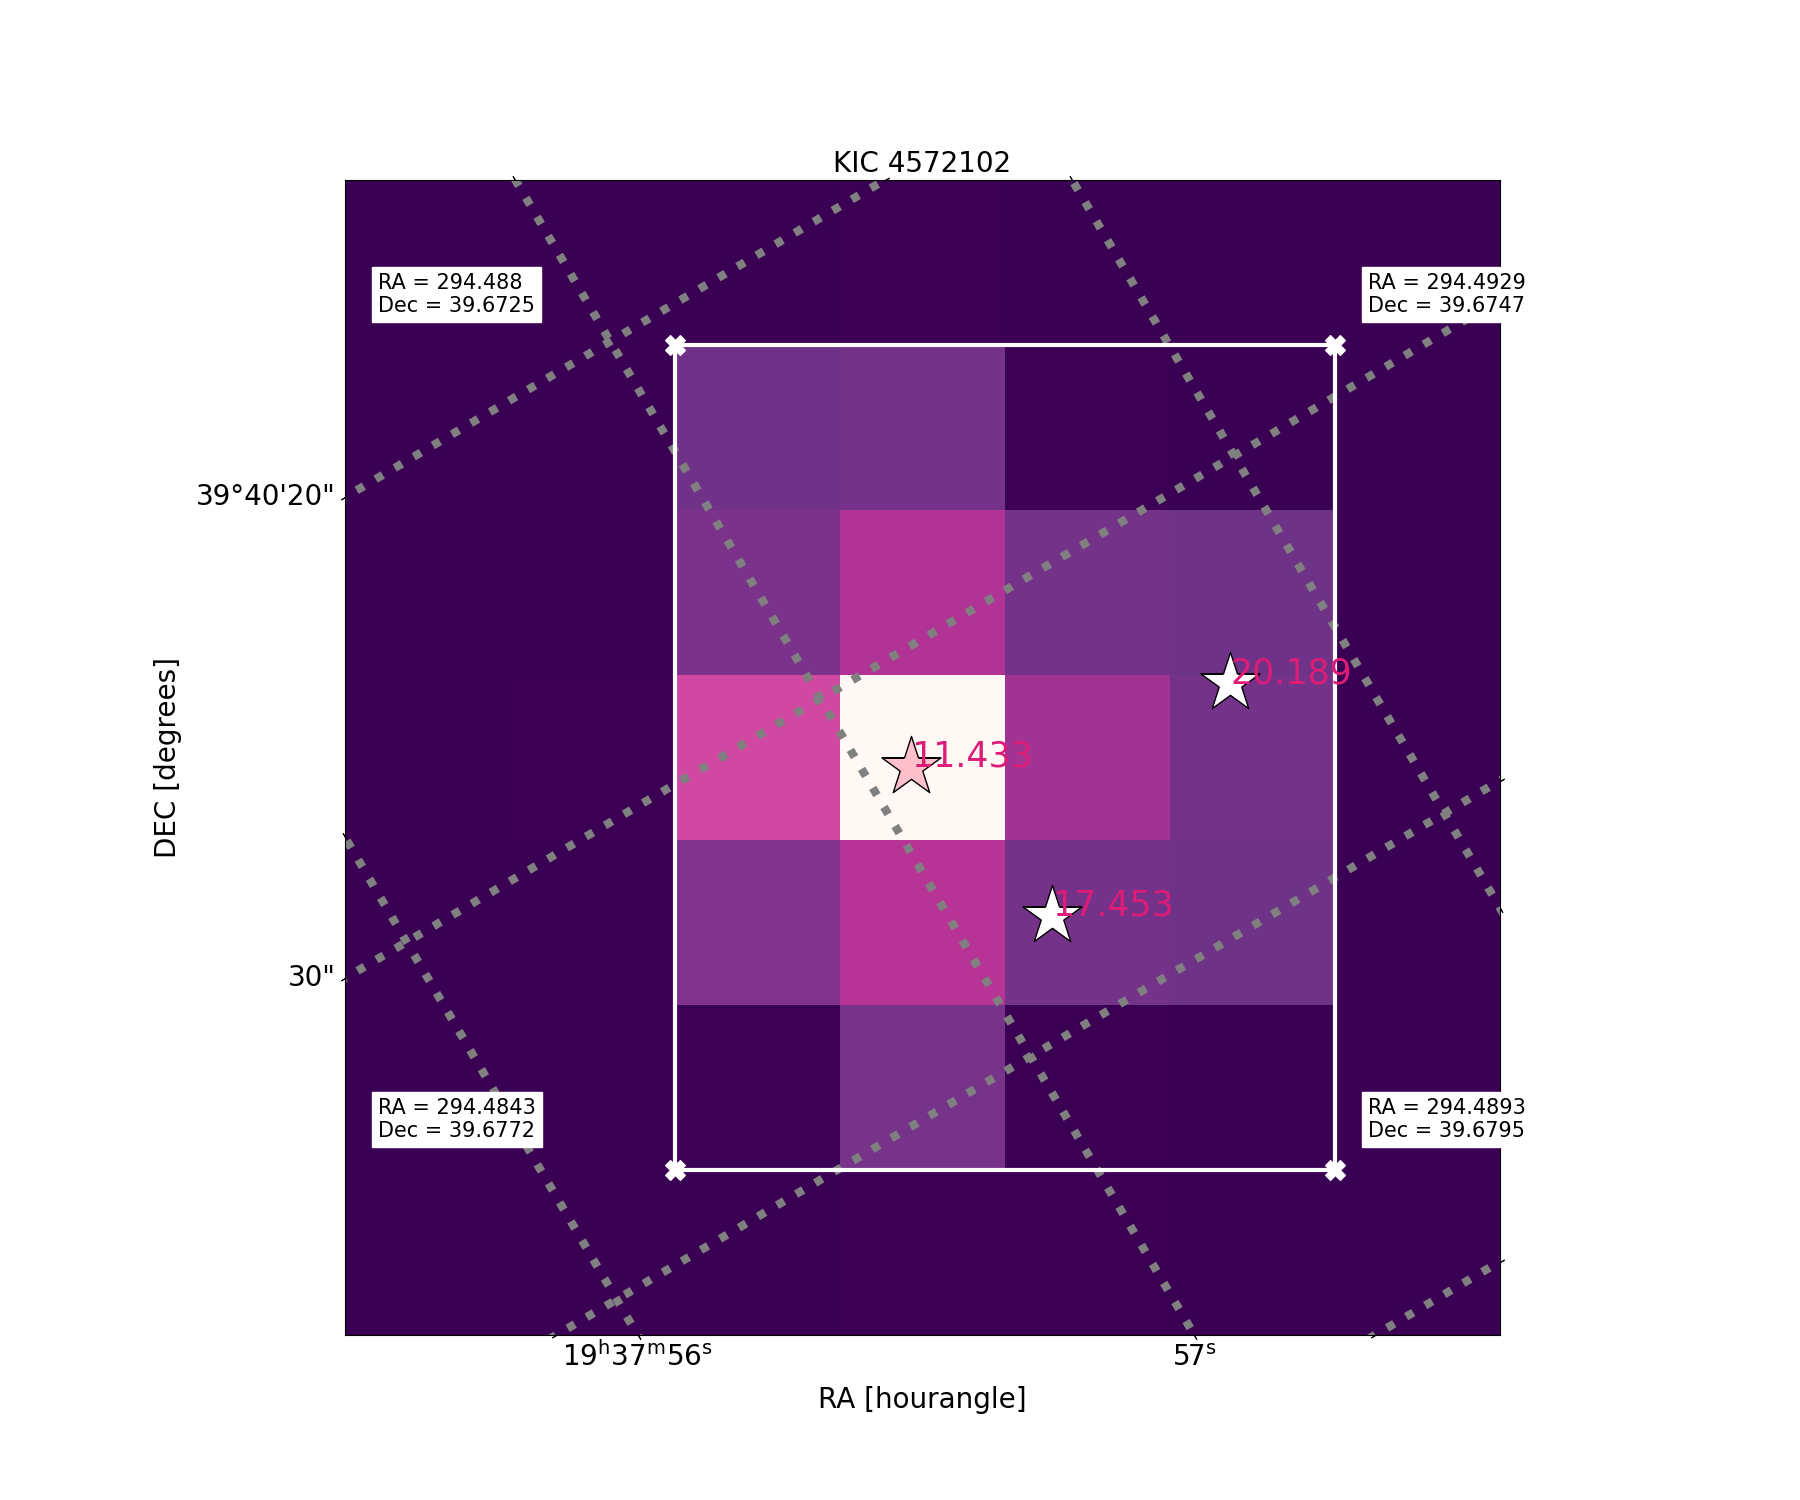 KIC 4572102
RA = 294.488
Dec = 39.6725
RA = 294.4929
Dec = 39.6747
39°40'20"
20.189
11.433
DEC [degrees]
17.453
30"
RA = 294.4843
Dec = 39.6772
RA = 294.4893
Dec = 39.6795
19h37m56s
57s
RA [hourangle]